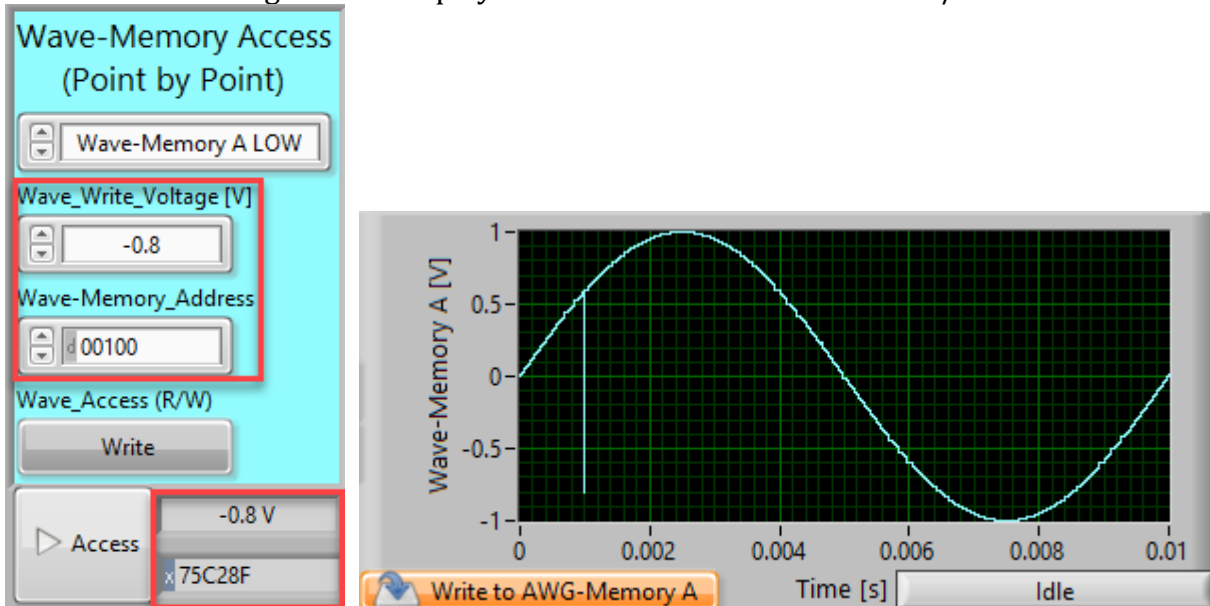 Wave-Memory Access
(Point by Point)
Wave-Memory A LOW
Wave_Write_Voltage [V]
-0.8
Wave-Memory_Address
d 00100
Wave_Access (R/W)
Write
Access
-0.8 V
x 75C28F
Wave-Memory A [V]
1
0.5
0
-0.5
-1
0
0.002
0.004
0.006
0.008
0.01
Write to AWG-Memory A
Time [s]
Idle